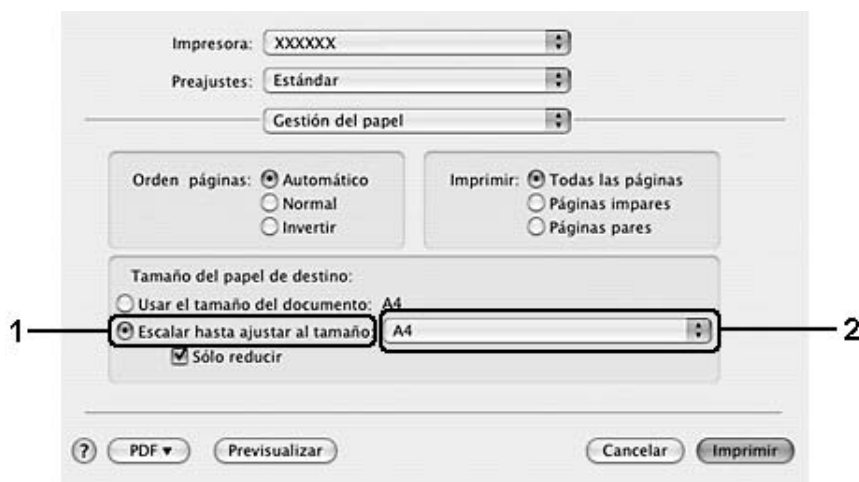 Impresora: XXXXXX
Preajustes: Estándar
Gestión del papel
Orden páginas: Automático
Normal
Invertir
Imprimir: Todas las páginas
Páginas impares
Páginas pares
Tamaño del papel de destino:
Usar el tamaño del documento: A4
1 Escalar hasta ajustar al tamaño A4 2
Sólo reducir
? PDF Previsualizar Cancelar Imprimir